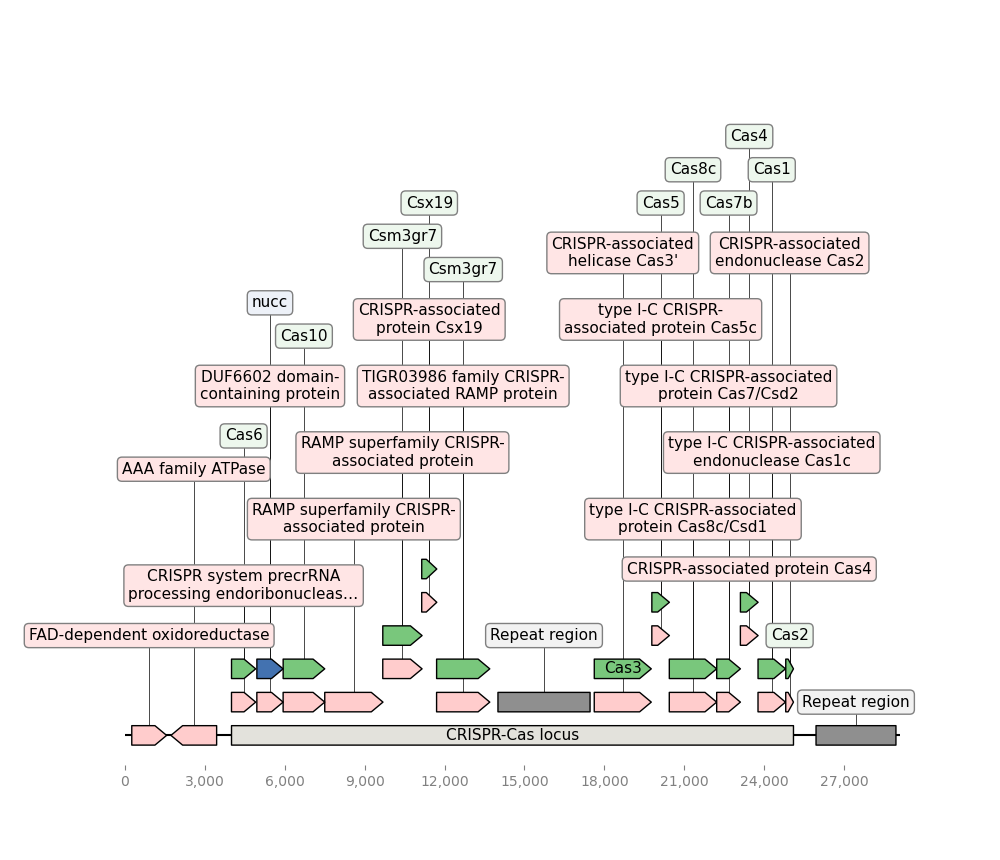 Cas4
Cas8c
Cas1
Csx19
Cas5
Cas7b
Csm3gr7
CRISPR-associated
helicase Cas3'
CRISPR-associated
endonuclease Cas2
Csm3gr7
nucc
CRISPR-associated
protein Csx19
type I-C CRISPR-
associated protein Cas5c
Cas10
DUF6602 domain-
containing protein
TIGR03986 family CRISPR-
associated RAMP protein
type I-C CRISPR-associated
protein Cas7/Csd2
Cas6
RAMP superfamily CRISPR-
associated protein
type I-C CRISPR-associated
endonuclease Cas1c
AAA family ATPase
RAMP superfamily CRISPR-
associated protein
type I-C CRISPR-associated
protein Cas8c/Csd1
CRISPR system precrRNA
processing endoribonucleas...
CRISPR-associated protein Cas4
FAD-dependent oxidoreductase
Repeat region
Cas2
Cas3
Repeat region
CRISPR-Cas locus
0 3,000 6,000 9,000 12,000 15,000 18,000 21,000 24,000 27,000